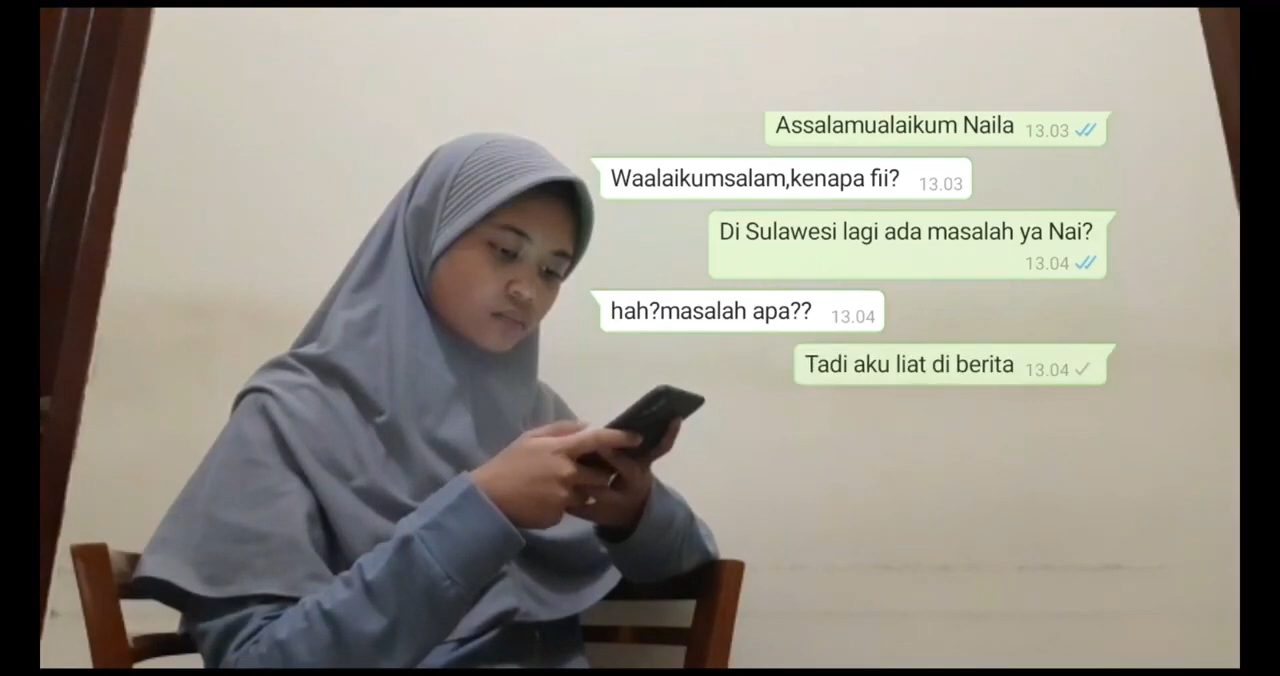 Assalamualaikum Naila 13.03
Waalaikumsalam,kenapa fii? 13.03
Di Sulawesi lagi ada masalah ya Nai?
13.04
hah?masalah apa?? 13.04
Tadi aku liat di berita 13.04